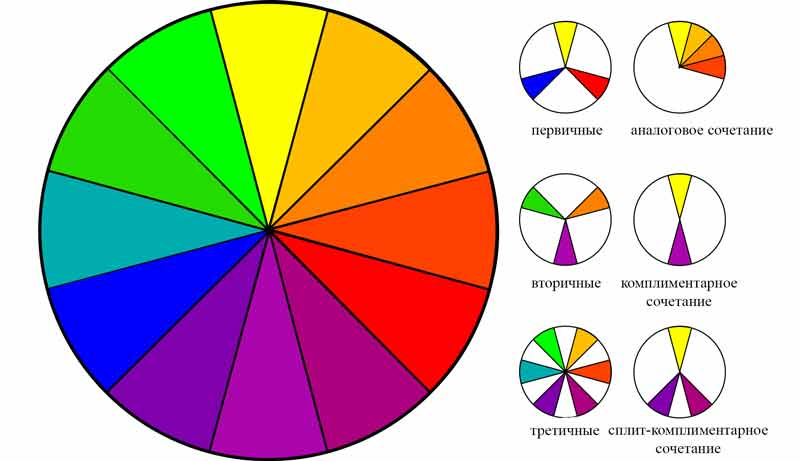 первичные
аналоговое сочетание
вторичные
комплиментарное
сочетание
третичные
сплит-комплиментарное
сочетание